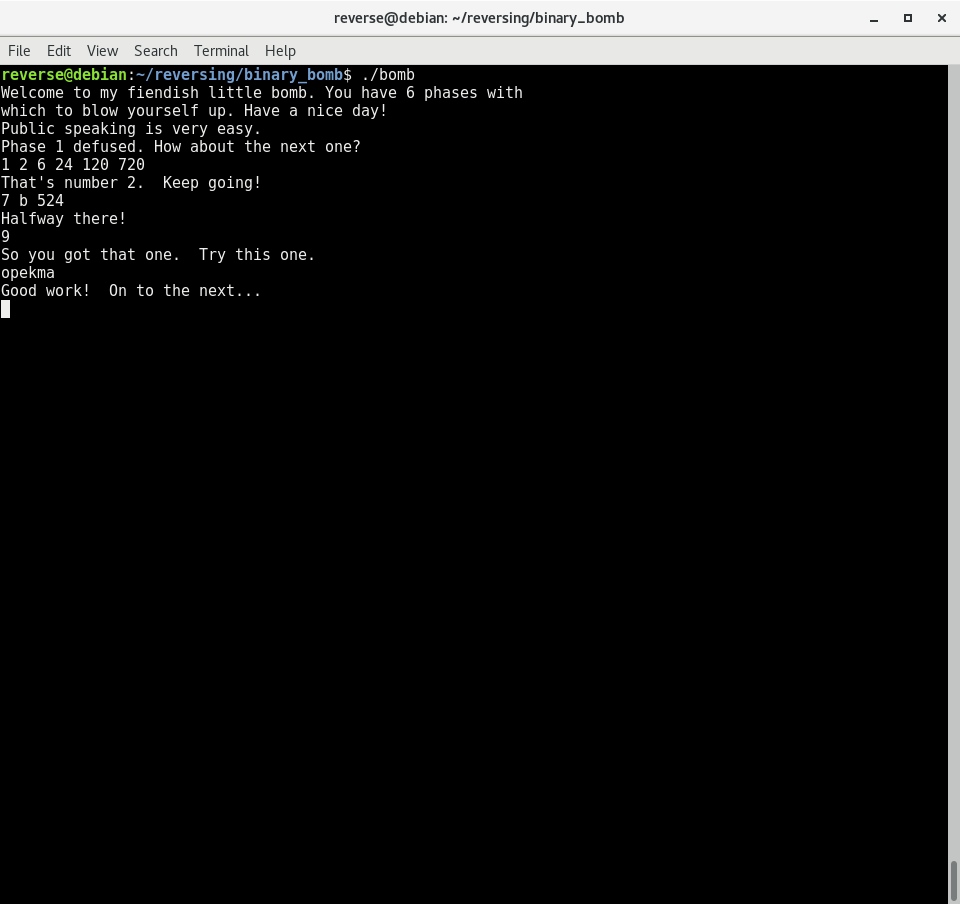 reverse@debian: ~/reversing/binary_bomb
File Edit View Search Terminal Help
reverse@debian:~/reversing/binary_bomb$ ./bomb
Welcome to my fiendish little bomb. You have 6 phases with
which to blow yourself up. Have a nice day!
Public speaking is very easy.
Phase 1 defused. How about the next one?
1 2 6 24 120 720
That's number 2.  Keep going!
7 b 524
Halfway there!
9
So you got that one.  Try this one.
opekma
Good work!  On to the next...